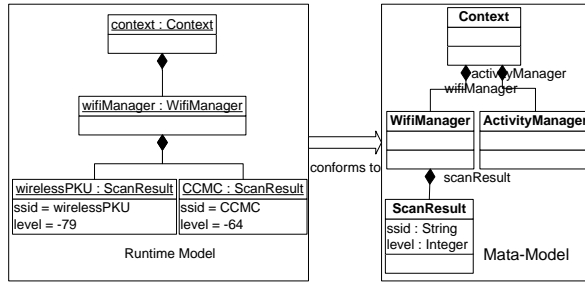 context : Context
wifiManager : WifiManager
wirelessPKU : ScanResult
ssid = wirelessPKU
level = -79
CCMC : ScanResult
ssid = CCMC
level = -64
Runtime Model
conforms to
Context
activityManager
wifiManager
WifiManager
ActivityManager
scanResult
ScanResult
ssid : String
level : Integer
Mata-Model